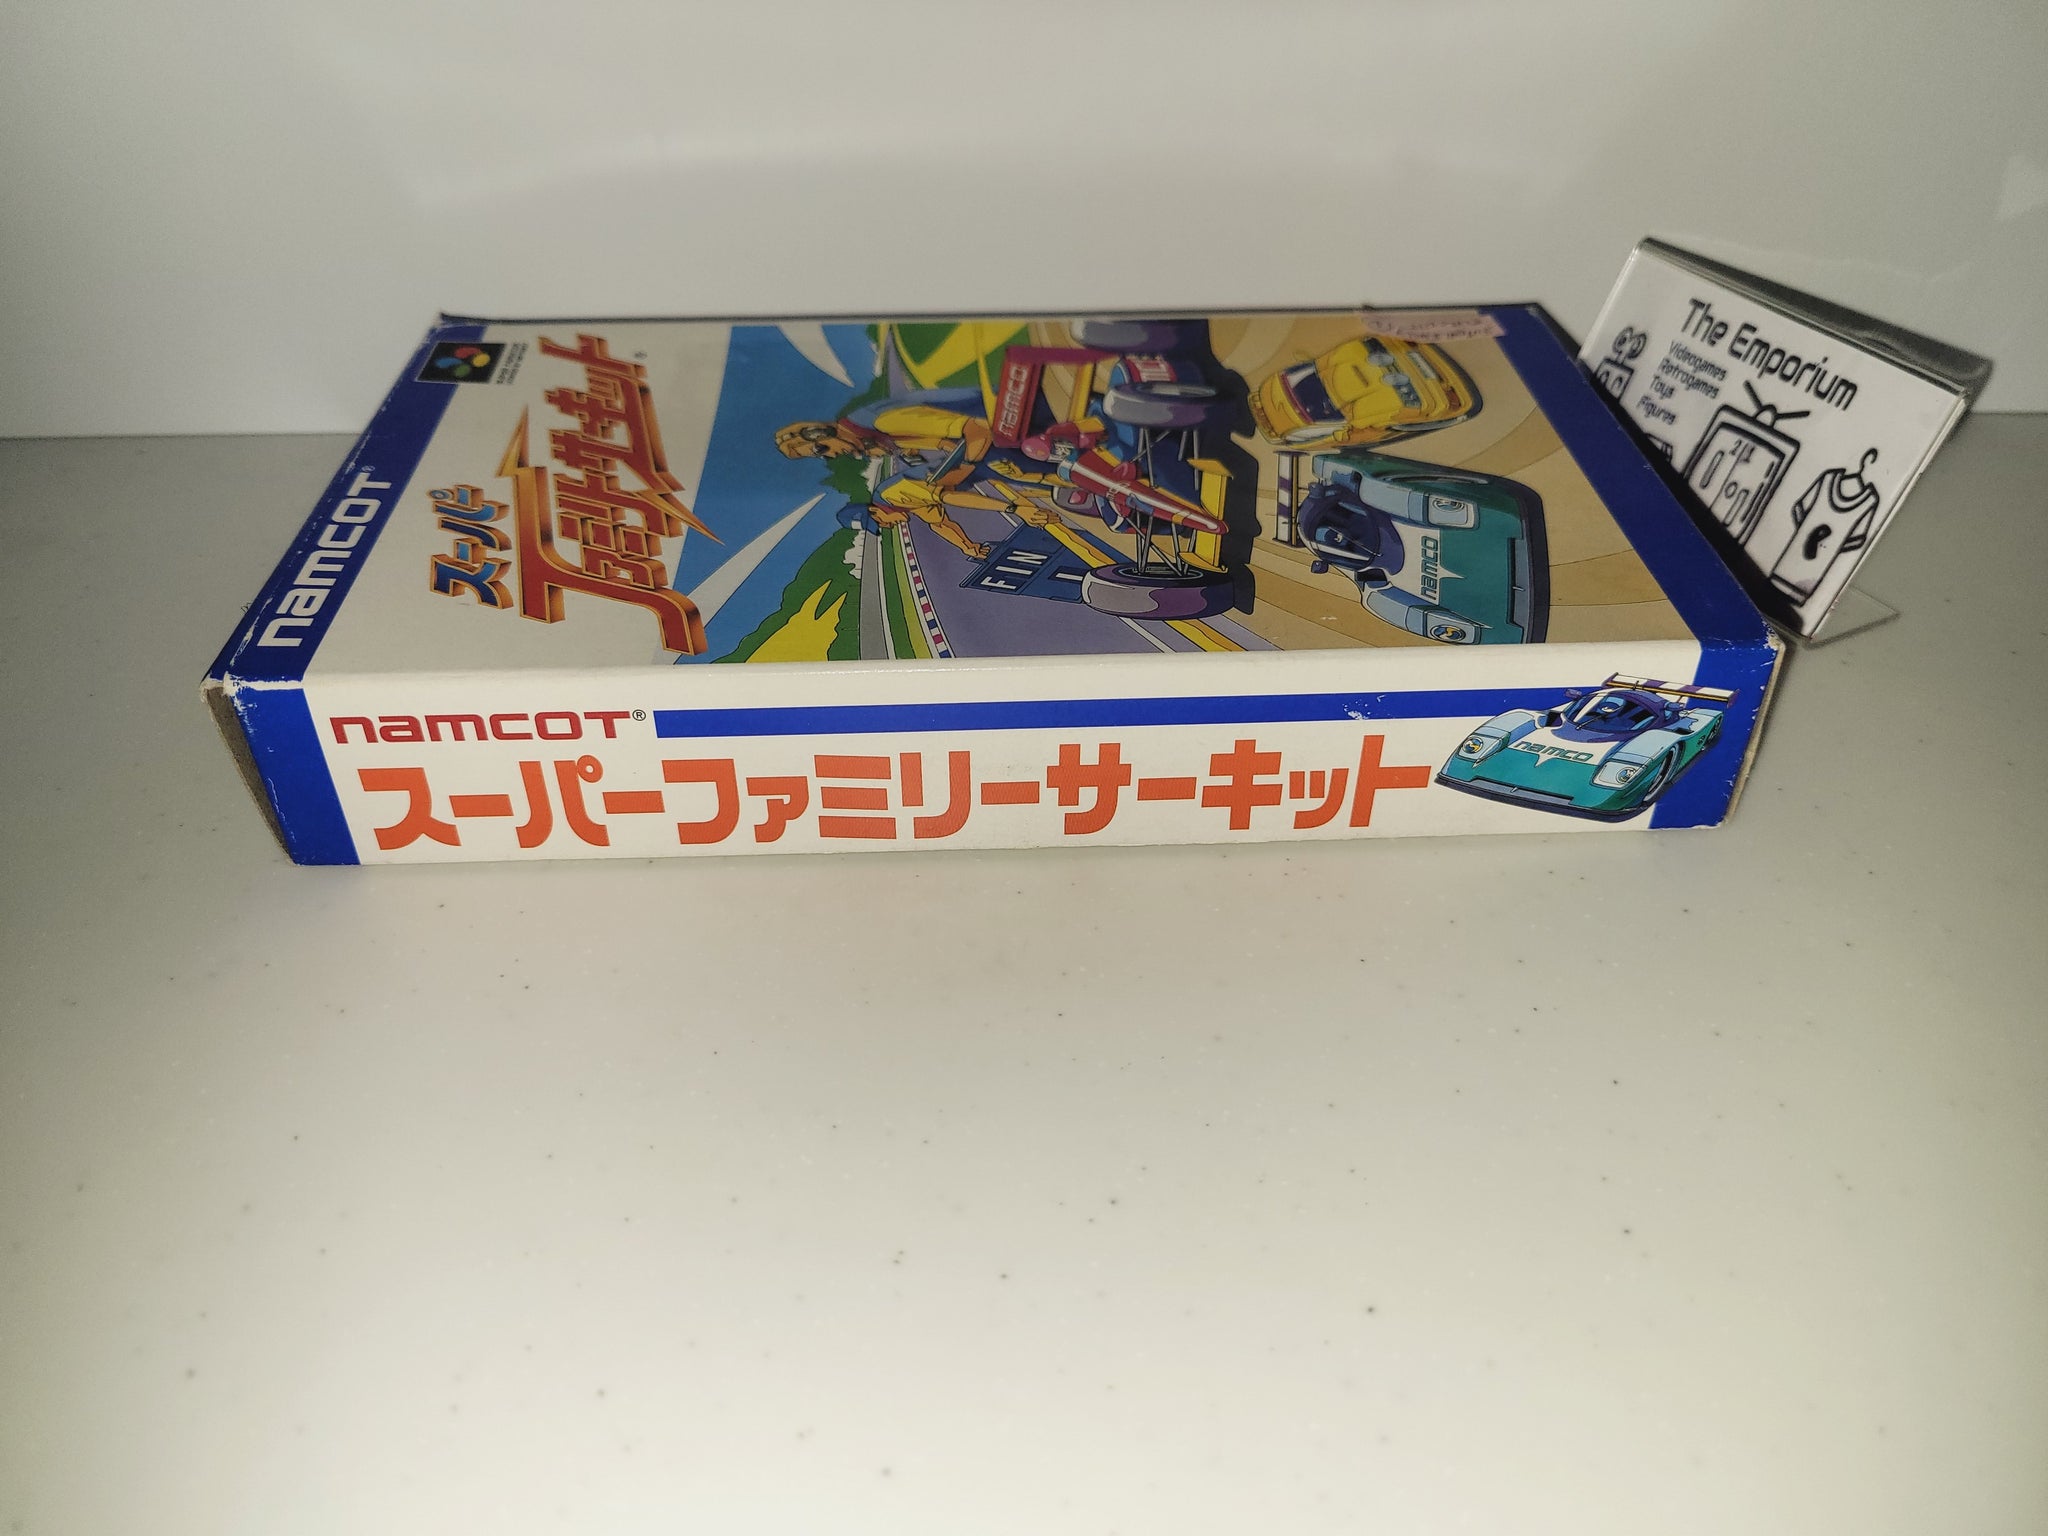 namcot®
スーパー
ファミリーサーキット®
namco
FIN
namco
namcot®
スーパーファミリーサーキット
namco
The Emporium
Videogames
Retrogames
Toys
Figures